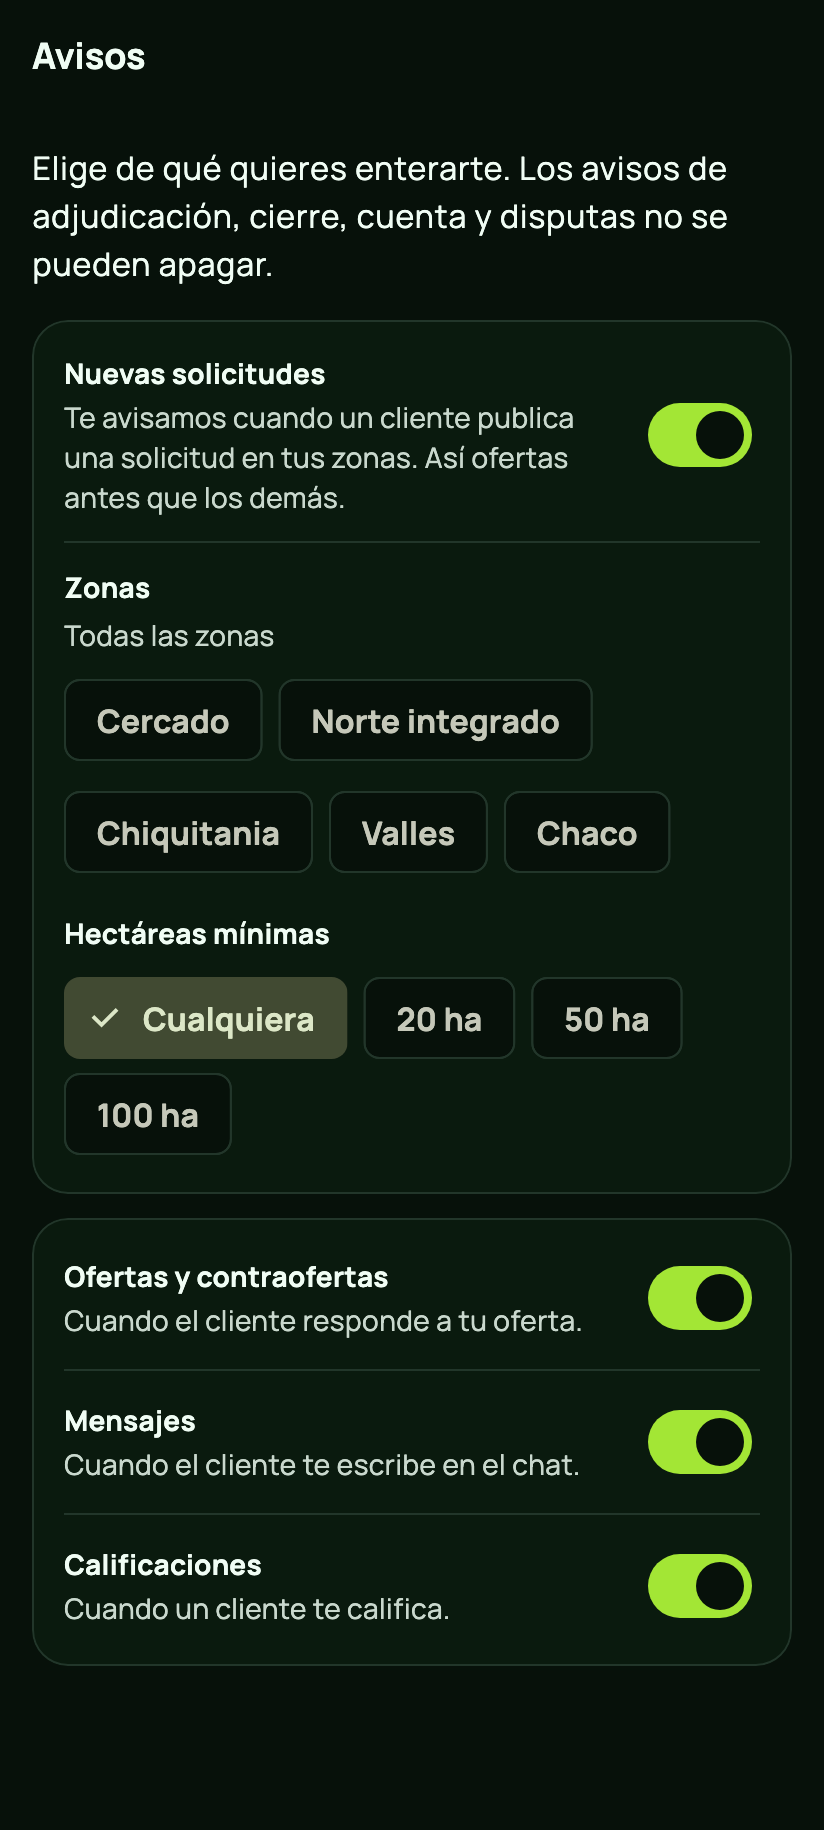 Avisos
Elige de qué quieres enterarte. Los avisos de
adjudicación, cierre, cuenta y disputas no se
pueden apagar.
Nuevas solicitudes
Te avisamos cuando un cliente publica
una solicitud en tus zonas. Así ofertas
antes que los demás.
Zonas
Todas las zonas
Cercado
Norte integrado
Chiquitania
Valles
Chaco
Hectáreas mínimas
Cualquiera
20 ha
50 ha
100 ha
Ofertas y contraofertas
Cuando el cliente responde a tu oferta.
Mensajes
Cuando el cliente te escribe en el chat.
Calificaciones
Cuando un cliente te califica.